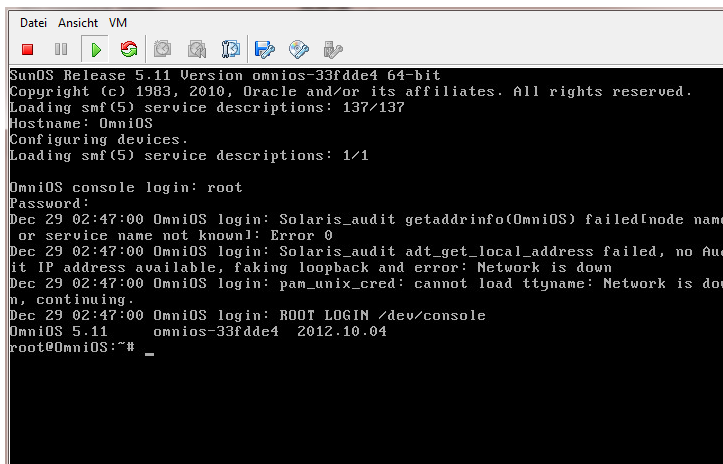 Datei Ansicht VM
SunOS Release 5.11 Version omnios-33fdde4 64-bit
Copyright (c) 1983, 2010, Oracle and/or its affiliates. All rights reserved.
Loading smf(5) service descriptions: 137/137
Hostname: OmniOS
Configuring devices.
Loading smf(5) service descriptions: 1/1
OmniOS console login: root
Password:
Dec 29 02:47:00 OmniOS login: Solaris_audit getaddrinfo(OmniOS) failed[node name
or service name not known]: Error 0
Dec 29 02:47:00 OmniOS login: Solaris_audit adt_get_local_address failed, no Aud
it IP address available, faking loopback and error: Network is down
Dec 29 02:47:00 OmniOS login: pam_unix_cred: cannot load ttyname: Network is dow
n, continuing.
Dec 29 02:47:00 OmniOS login: ROOT LOGIN /dev/console
OmniOS 5.11 omnios-33fdde4 2012.10.04
root@OmniOS:~# _